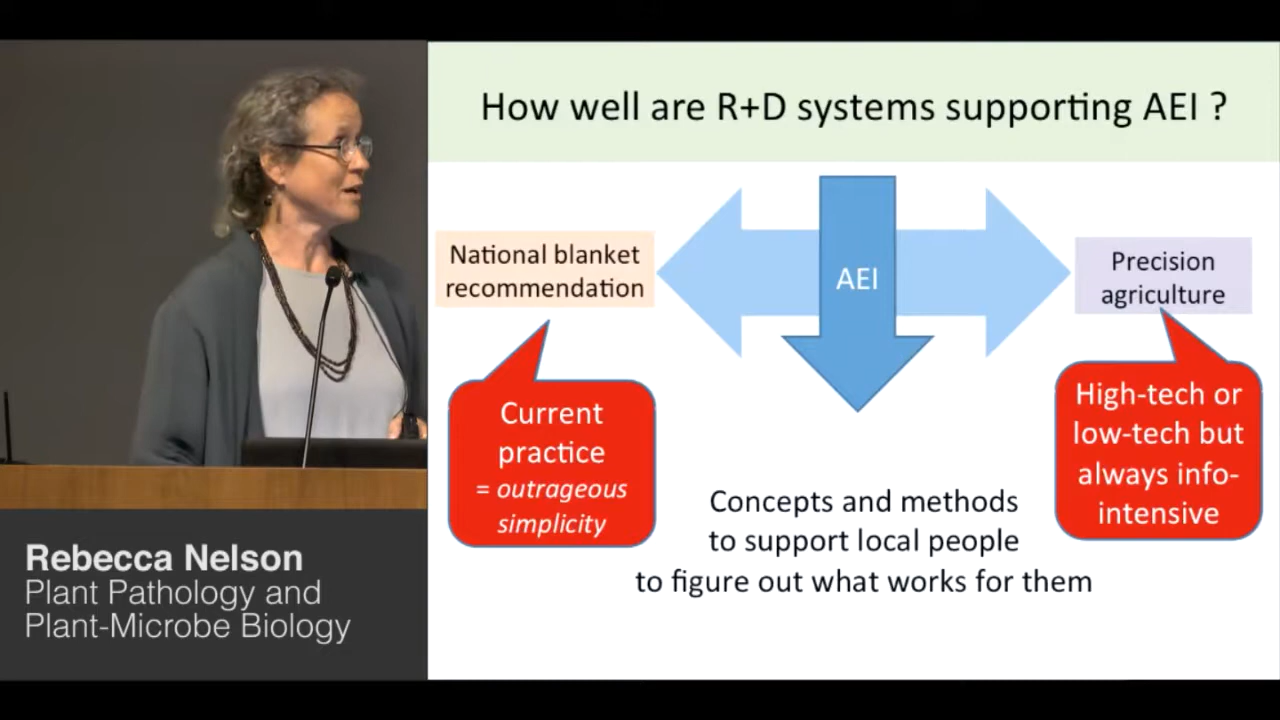 How well are R+D systems supporting AEI ?
National blanket
recommendation
AEI
Precision
agriculture
Current
practice
= outrageous
simplicity
High-tech or
low-tech but
always info-
intensive
Concepts and methods
to support local people
to figure out what works for them
Rebecca Nelson
Plant Pathology and
Plant-Microbe Biology